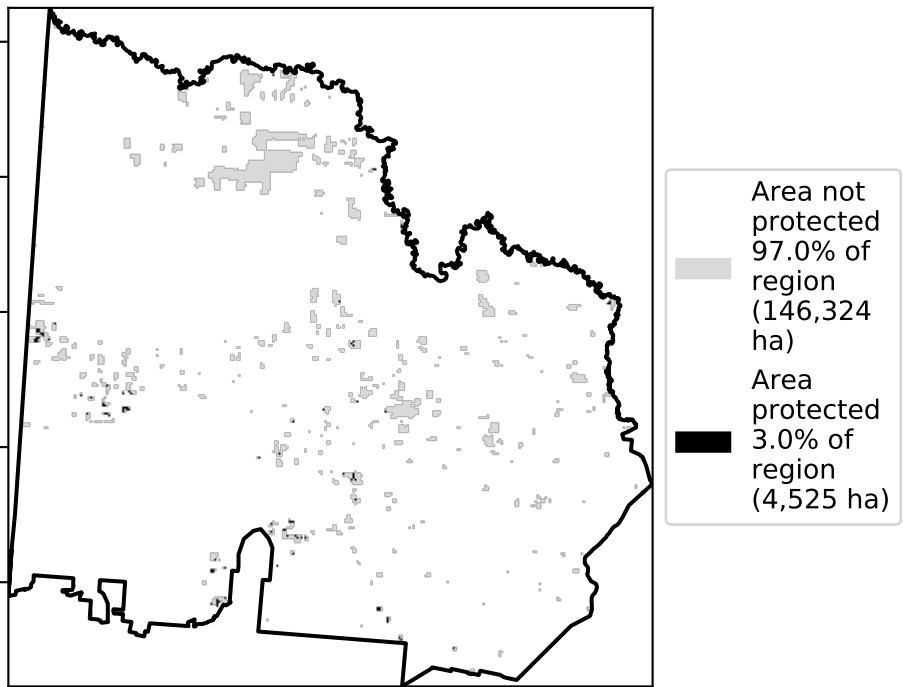 Area not
protected
97.0% of
region
(146,324
ha)
Area
protected
3.0% of
region
(4,525 ha)